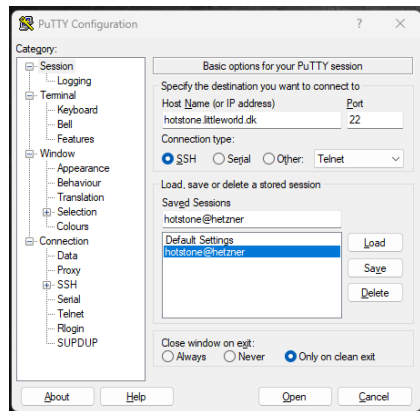 PuTTY Configuration
Category:
Session
Logging
Terminal
Keyboard
Bell
Features
Window
Appearance
Behaviour
Translation
Selection
Colours
Connection
Data
Proxy
SSH
Serial
Telnet
Rlogin
SUPDUP
Basic options for your PuTTY session
Specify the destination you want to connect to
Host Name (or IP address) Port
hotstone.littleworld.dk 22
Connection type:
SSH Serial Other: Telnet
Load, save or delete a stored session
Saved Sessions
hotstone@hetzner
Default Settings
hotstone@hetzner
Load
Save
Delete
Close window on exit:
Always Never Only on clean exit
About Help Open Cancel